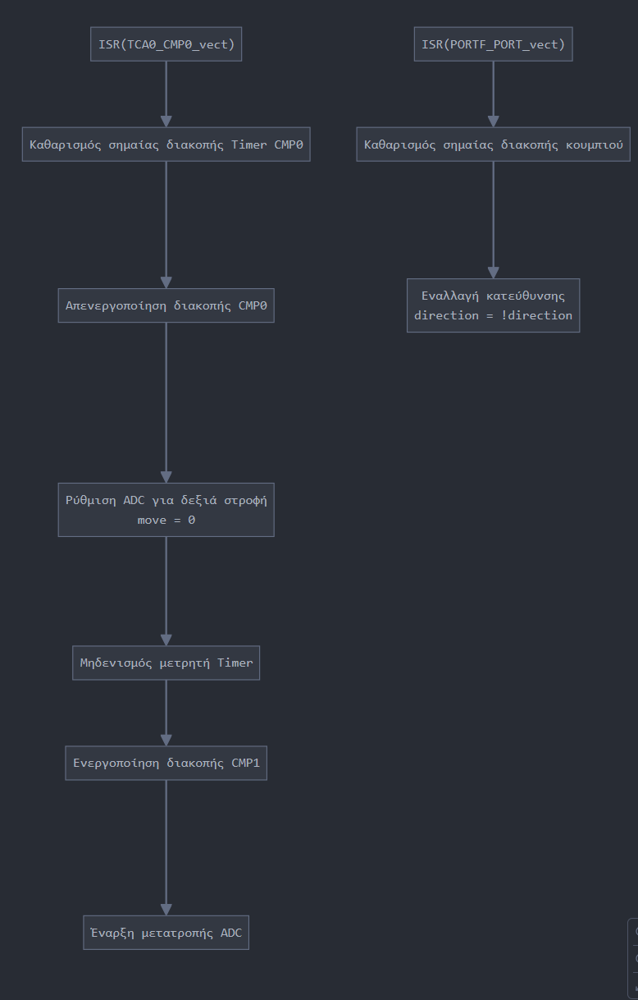 ISR(TCA0_CMP0_vect)
Καθαρισμός σημαίας διακοπής Timer CMP0
Απενεργοποίηση διακοπής CMP0
Ρύθμιση ADC για δεξιά στροφή
move = 0
Μηδενισμός μετρητή Timer
Ενεργοποίηση διακοπής CMP1
Έναρξη μετατροπής ADC
ISR(PORTF_PORT_vect)
Καθαρισμός σημαίας διακοπής κουμπιού
Εναλλαγή κατεύθυνσης
direction = !direction